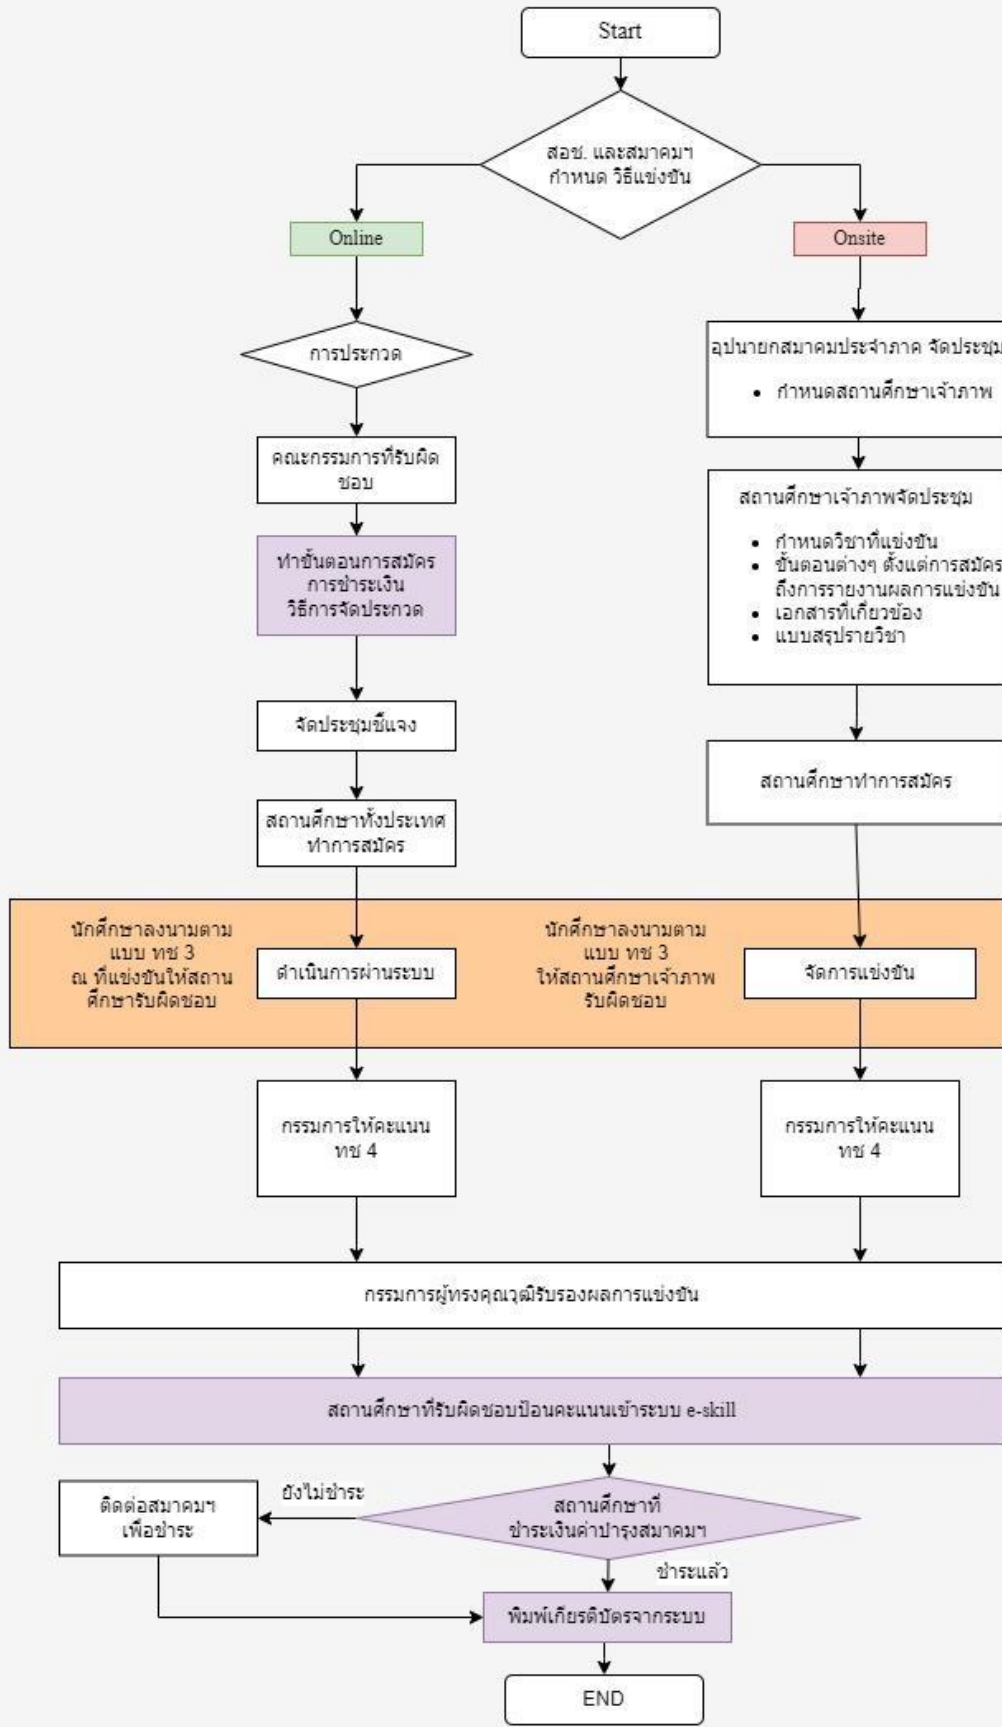 Start
สอช. และสมาคมฯ
กำหนด วิธีแข่งขัน
Online
Onsite
การประกวด
อุปนายกสมาคมประจำภาค จัดประชุม
• กำหนดสถานศึกษาเจ้าภาพ
คณะกรรมการที่รับผิด
ชอบ
สถานศึกษาเจ้าภาพจัดประชุม
• กำหนดวิชาที่แข่งขัน
• ขั้นตอนต่างๆ ตั้งแต่การสมัคร
ถึงการรายงานผลการแข่งขัน
• เอกสารที่เกี่ยวข้อง
• แบบสรุปรายวิชา
ทำขั้นตอนการสมัคร
การชำระเงิน
วิธีการจัดประกวด
จัดประชุมชี้แจง
สถานศึกษาทำการสมัคร
สถานศึกษาทั้งประเทศ
ทำการสมัคร
นักศึกษาลงนามตาม
แบบ ทช 3
ณ ที่แข่งขันให้สถาน
ศึกษารับผิดชอบ
ดำเนินการผ่านระบบ
นักศึกษาลงนามตาม
แบบ ทช 3
ให้สถานศึกษาเจ้าภาพ
รับผิดชอบ
จัดการแข่งขัน
กรรมการให้คะแนน
ทช 4
กรรมการให้คะแนน
ทช 4
กรรมการผู้ทรงคุณวุฒิรับรองผลการแข่งขัน
สถานศึกษาที่รับผิดชอบป้อนคะแนนเข้าระบบ e-skill
ยังไม่ชำระ
ติดต่อสมาคมฯ
เพื่อชำระ
สถานศึกษาที่
ชำระเงินค่าบำรุงสมาคมฯ
ชำระแล้ว
พิมพ์เกียรติบัตรจากระบบ
END